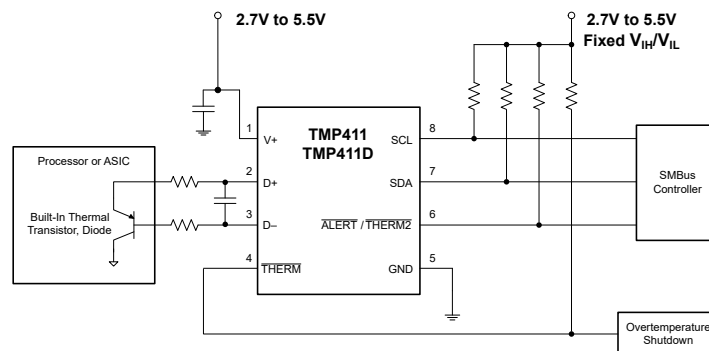 2.7V to 5.5V
2.7V to 5.5V
Fixed VIH/VIL
TMP411
TMP411D
1
V+
SCL
8
Processor or ASIC
2
D+
SDA
7
SMBus
Controller
Built-In Thermal
Transistor, Diode
3
D–
ALERT / THERM2
6
4
THERM
GND
5
Overtemperature
Shutdown